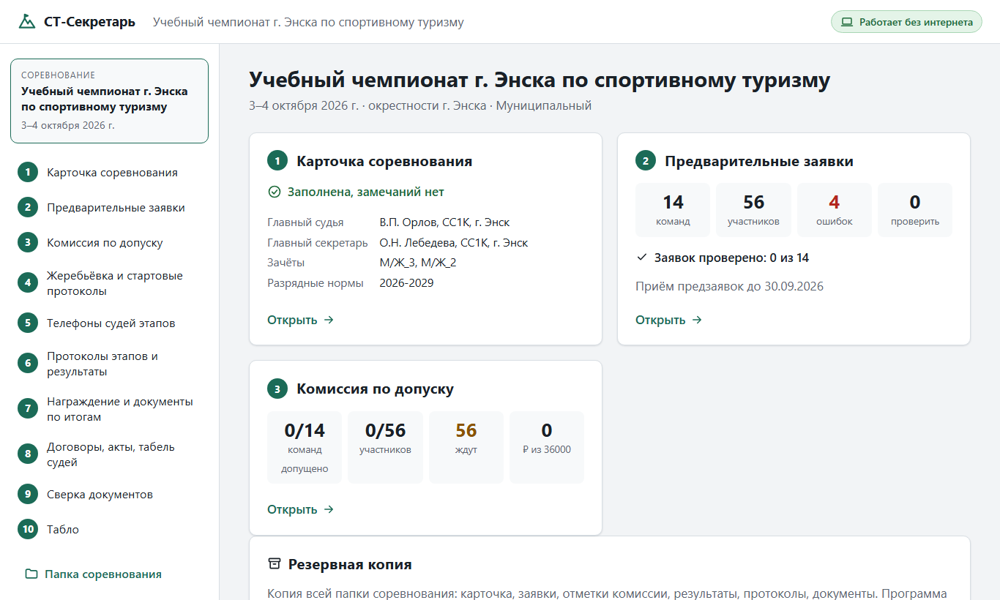 СТ-Секретарь
Учебный чемпионат г. Энска по спортивному туризму
Работает без интернета
СОРЕВНОВАНИЕ
Учебный чемпионат г. Энска
по спортивному туризму
3–4 октября 2026 г.
1 Карточка соревнования
2 Предварительные заявки
3 Комиссия по допуску
4 Жеребьёвка и стартовые
протоколы
5 Телефоны судей этапов
6 Протоколы этапов и
результаты
7 Награждение и документы
по итогам
8 Договоры, акты, табель
судей
9 Сверка документов
10 Табло
Папка соревнования
Учебный чемпионат г. Энска по спортивному туризму
3–4 октября 2026 г. · окрестности г. Энска · Муниципальный
1 Карточка соревнования
Заполнена, замечаний нет
Главный судья В.П. Орлов, СС1К, г. Энск
Главный секретарь О.Н. Лебедева, СС1К, г. Энск
Зачёты М/Ж_3, М/Ж_2
Разрядные нормы 2026-2029
Открыть →
2 Предварительные заявки
14 56 4 0
команд участников ошибок проверить
Заявок проверено: 0 из 14
Приём предзаявок до 30.09.2026
Открыть →
3 Комиссия по допуску
0/14 0/56 56 0
команд участников ждут ₽ из 36000
допущено
Открыть →
Резервная копия
Копия всей папки соревнования: карточка, заявки, отметки комиссии, результаты, протоколы, документы. Программа